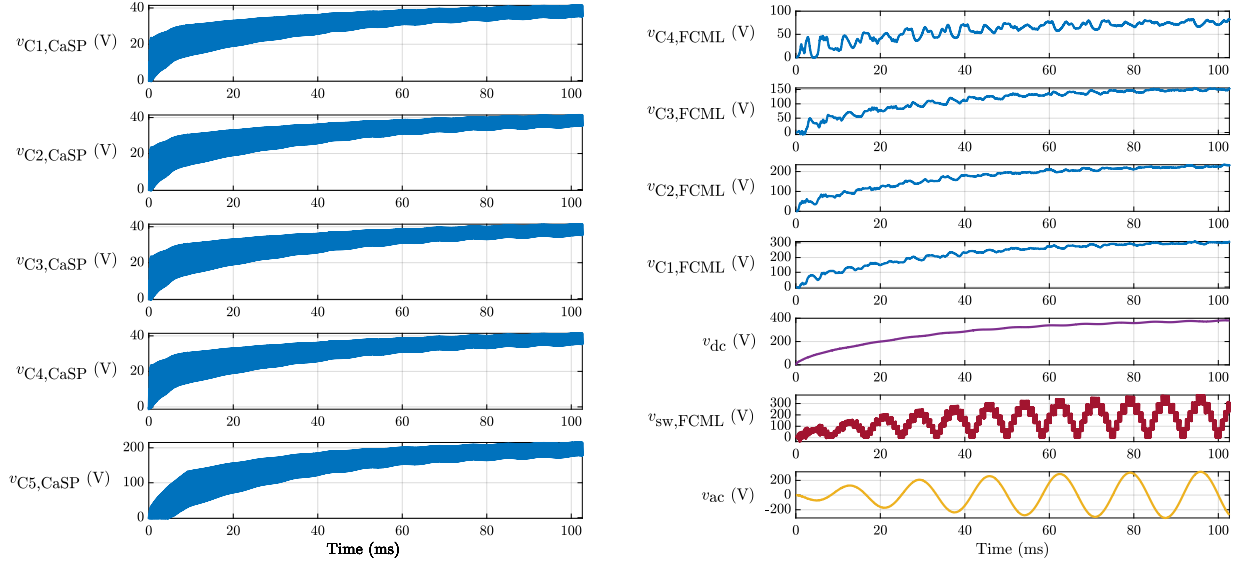 40
20
0
v_C1,CaSP (V)
0 20 40 60 80 100
40
20
0
v_C2,CaSP (V)
0 20 40 60 80 100
40
20
0
v_C3,CaSP (V)
0 20 40 60 80 100
40
20
0
v_C4,CaSP (V)
0 20 40 60 80 100
200
100
0
v_C5,CaSP (V)
0 20 40 60 80 100
Time (ms)
100
50
0
v_C4,FCML (V)
0 20 40 60 80 100
150
100
50
0
v_C3,FCML (V)
0 20 40 60 80 100
200
100
0
v_C2,FCML (V)
0 20 40 60 80 100
300
200
100
0
v_C1,FCML (V)
0 20 40 60 80 100
400
200
0
v_dc (V)
0 20 40 60 80 100
300
200
100
0
v_sw,FCML (V)
0 20 40 60 80 100
200
0
-200
v_ac (V)
0 20 40 60 80 100
Time (ms)